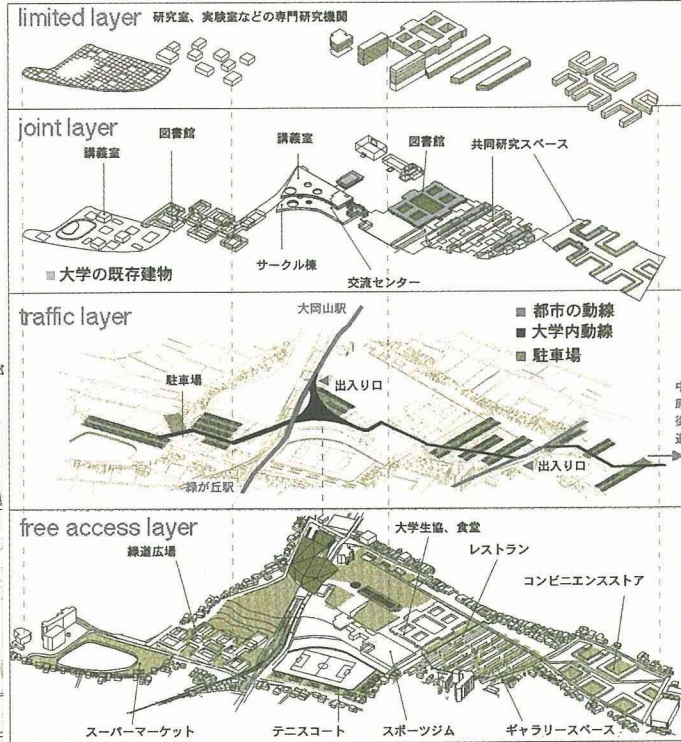 limited layer 研究室、実験室などの専門研究機関
joint layer
講義室
図書館
講義室
図書館
共同研究スペース
サークル棟
交流センター
■ 大学の既存建物
traffic layer
大岡山駅
■ 都市の動線
■ 大学内動線
■ 駐車場
駐車場
出入り口
出入り口
緑が丘駅
free access layer
緑道広場
大学生協、食堂
レストラン
コンビニエンスストア
スーパーマーケット
テニスコート
スポーツジム
ギャラリースペース